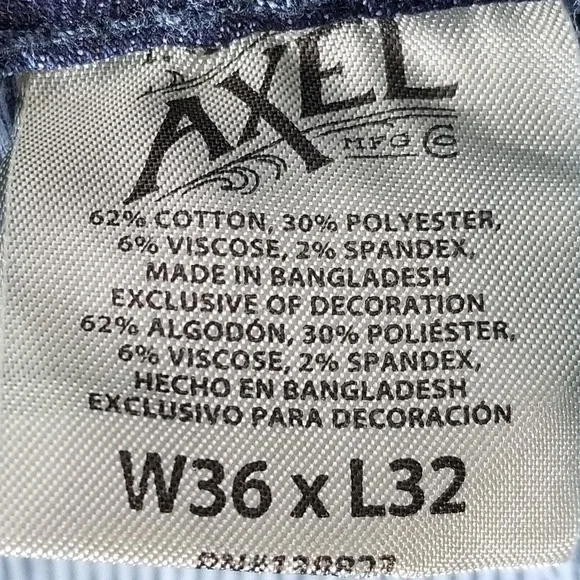 AXEL
MFG CO
62% COTTON, 30% POLYESTER,
6% VISCOSE, 2% SPANDEX,
MADE IN BANGLADESH
EXCLUSIVE OF DECORATION
62% ALGODÓN, 30% POLIÉSTER,
6% VISCOSE, 2% SPANDEX,
HECHO EN BANGLADESH
EXCLUSIVO PARA DECORACIÓN
W36 x L32